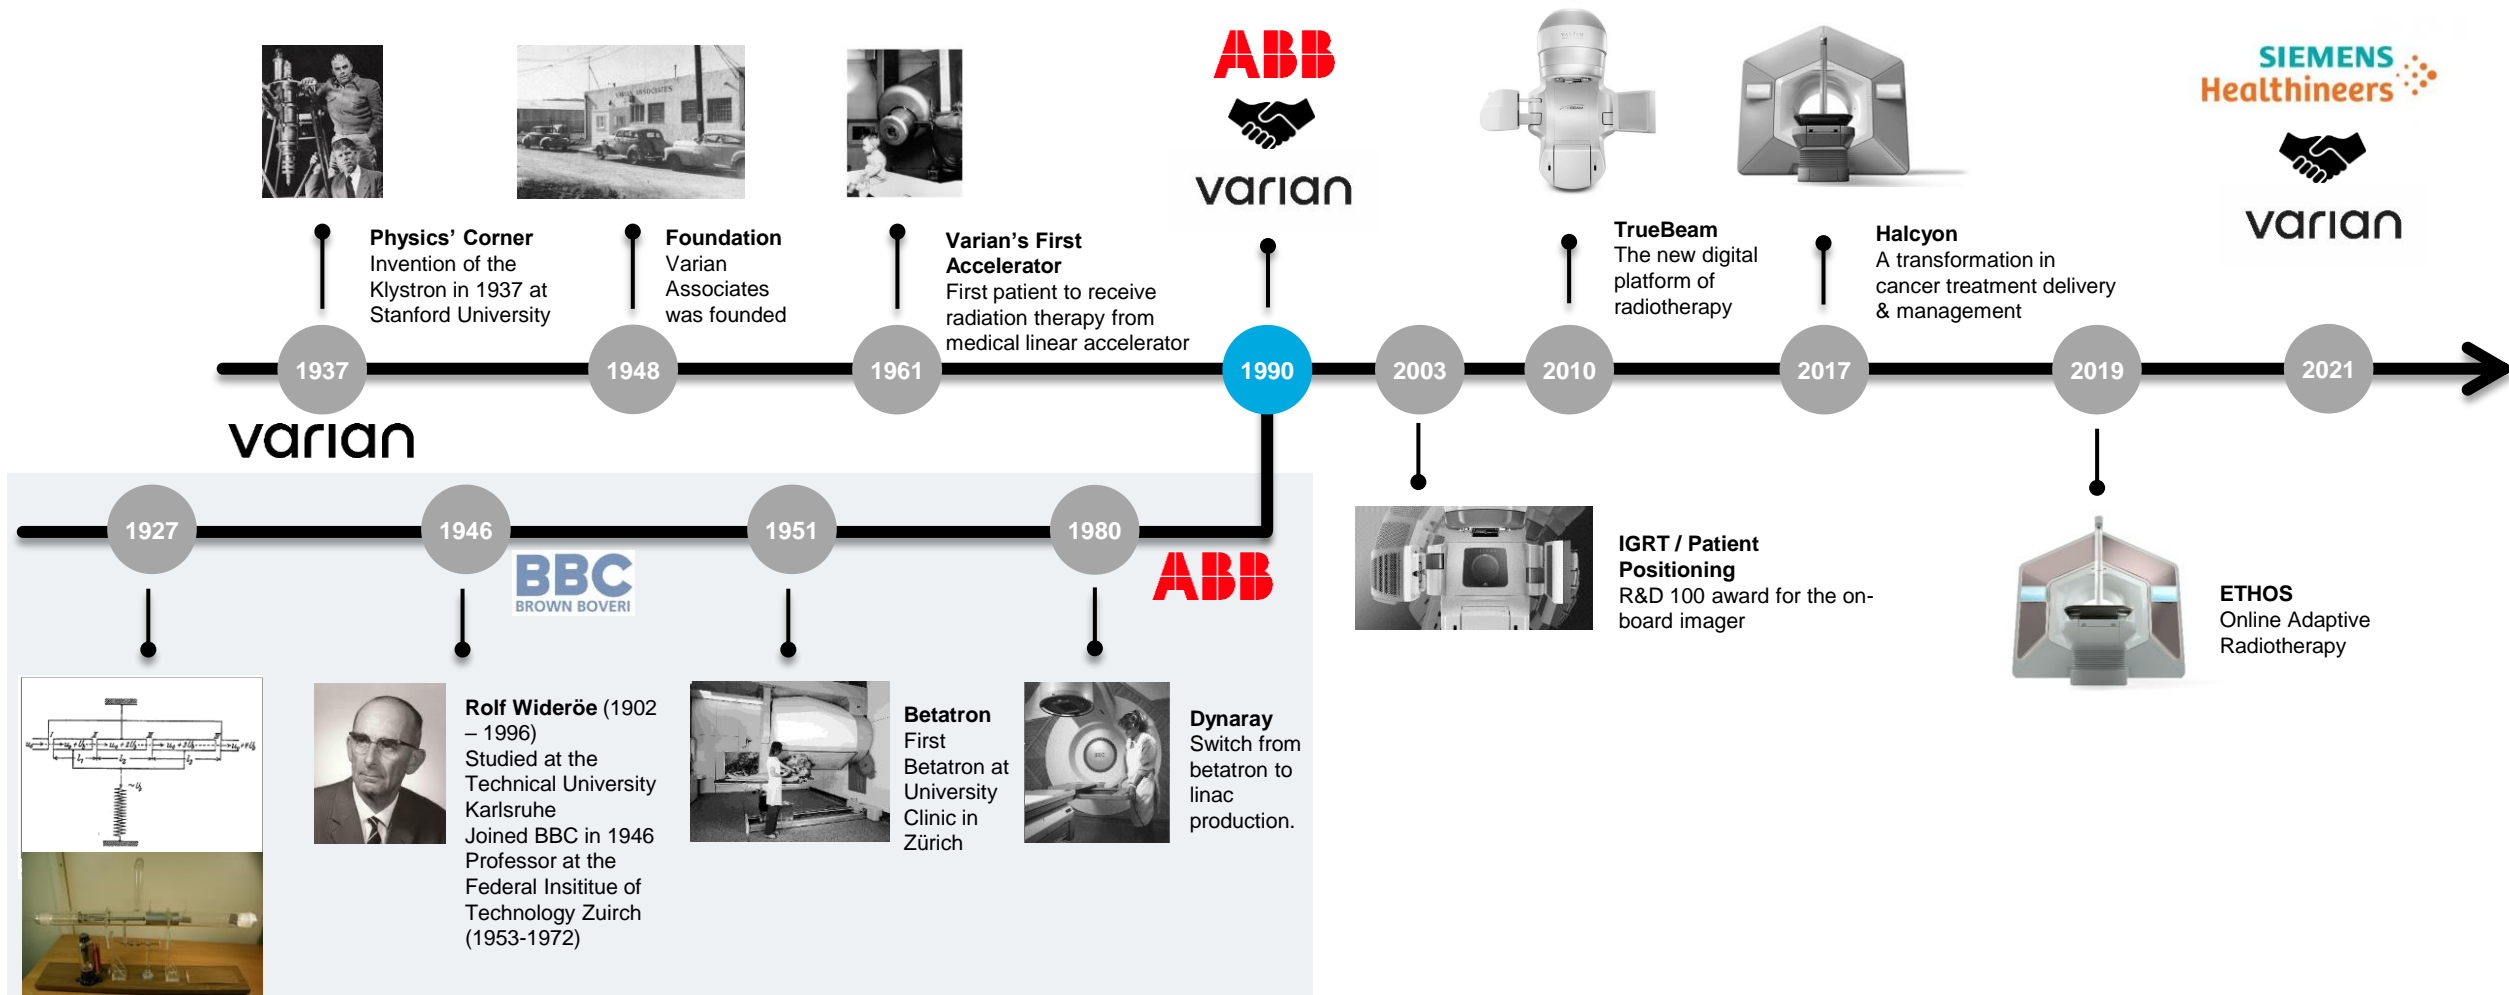 ABB
varian
SIEMENS
Healthineers
varian
Physics’ Corner
Invention of the
Klystron in 1937 at
Stanford University
VARIAN ASSOCIATES
Foundation
Varian
Associates
was founded
Varian’s First
Accelerator
First patient to receive
radiation therapy from
medical linear accelerator
TrueBeam
The new digital
platform of
radiotherapy
Halcyon
A transformation in
cancer treatment delivery
& management
1937
1948
1961
1990
2003
2010
2017
2019
2021
varian
1927
1946
1951
1980
BBC
BROWN BOVERI
ABB
IGRT / Patient
Positioning
R&D 100 award for the on-
board imager
ETHOS
Online Adaptive
Radiotherapy
Rolf Wideröe (1902
– 1996)
Studied at the
Technical University
Karlsruhe
Joined BBC in 1946
Professor at the
Federal Insititue of
Technology Zuirch
(1953-1972)
Betatron
First
Betatron at
University
Clinic in
Zürich
BBC
Dynaray
Switch from
betatron to
linac
production.